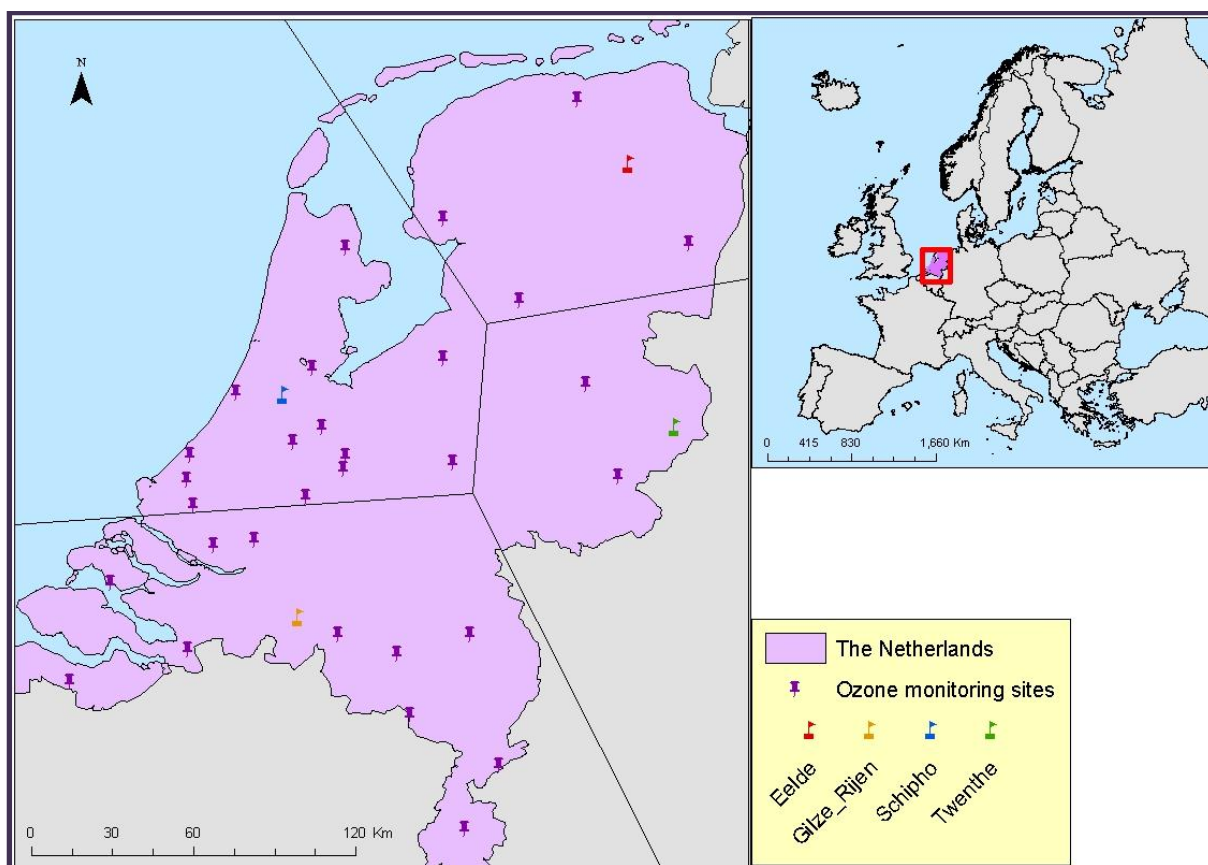 N
0 30 60 120 Km
0 415 830 1,660 Km
The Netherlands
Ozone monitoring sites
Eelde
Gilze_Rijen
Schipho
Twenthe